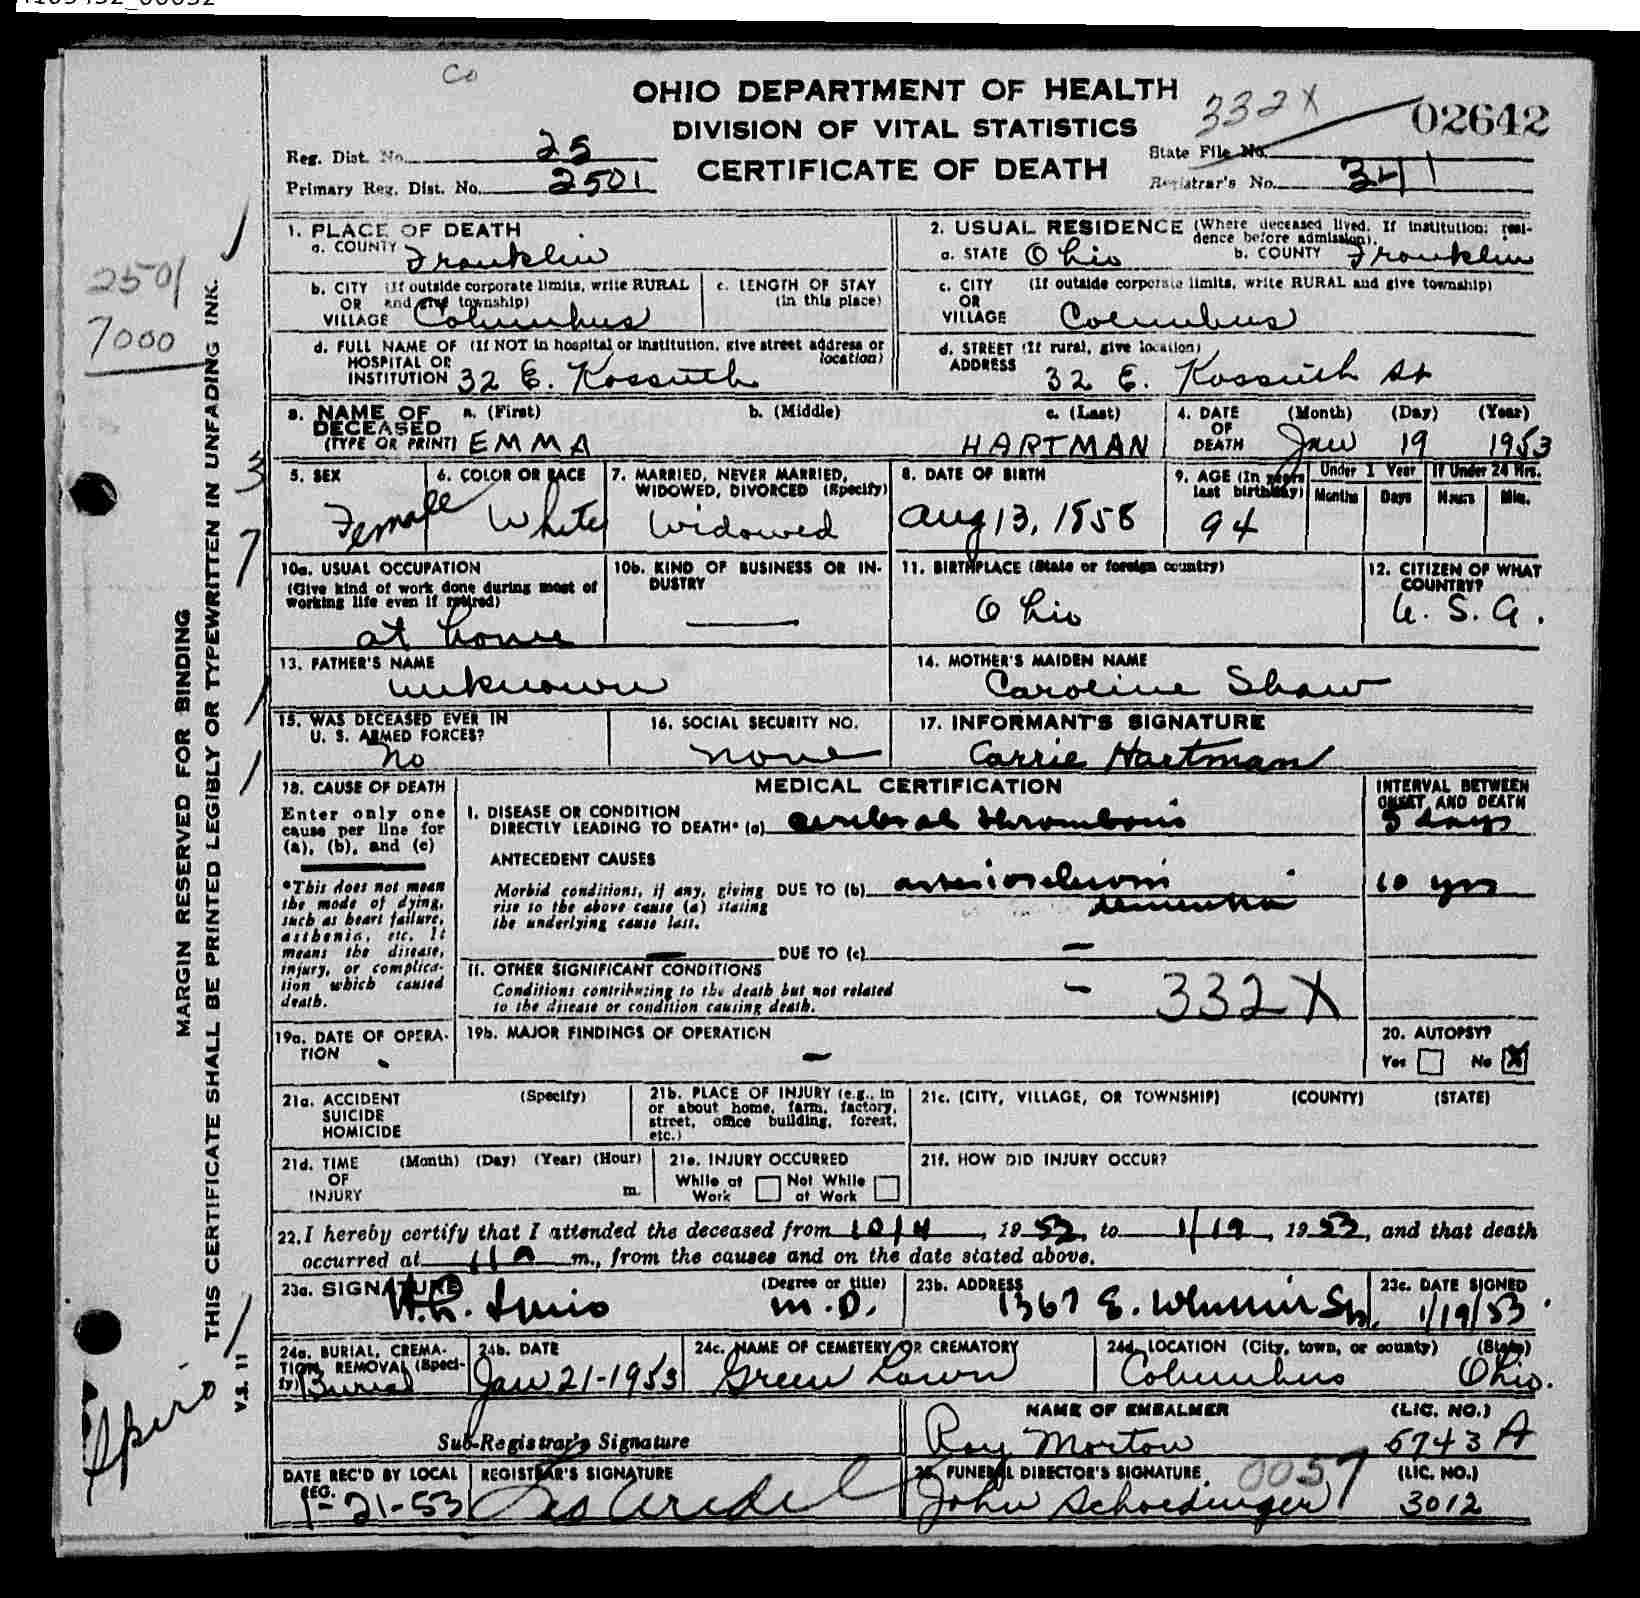 Co
OHIO DEPARTMENT OF HEALTH
DIVISION OF VITAL STATISTICS
CERTIFICATE OF DEATH
332X
02642
Reg. Dist. No. 25
Primary Reg. Dist. No. 2501
State File No.
Registrar's No. 341
2501
7000
MARGIN RESERVED FOR BINDING
THIS CERTIFICATE SHALL BE PRINTED LEGIBLY OR TYPEWRITTEN IN UNFADING INK.
V.S. 11
Spiro
1. PLACE OF DEATH
a. COUNTY Franklin
b. CITY (If outside corporate limits, write RURAL
OR and give township)
VILLAGE Columbus
c. LENGTH OF STAY
(in this place)
d. FULL NAME OF (If NOT in hospital or institution, give street address or
HOSPITAL OR location)
INSTITUTION 32 E. Kossuth
2. USUAL RESIDENCE (Where deceased lived. If institution: resi-
dence before admission).
a. STATE Ohio b. COUNTY Franklin
c. CITY (If outside corporate limits, write RURAL and give township)
OR
VILLAGE Columbus
d. STREET (If rural, give location)
ADDRESS 32 E. Kossuth St
3. NAME OF a. (First) b. (Middle) c. (Last)
DECEASED
(TYPE OR PRINT) EMMA HARTMAN
4. DATE (Month) (Day) (Year)
OF
DEATH Jan 19 1953
5. SEX
Female
6. COLOR OR RACE
White
7. MARRIED, NEVER MARRIED,
WIDOWED, DIVORCED (Specify)
Widowed
8. DATE OF BIRTH
Aug 13, 1858
9. AGE (In years
last birthday)
94
Under 1 Year
Months Days
If Under 24 Hrs.
Hours Min.
10a. USUAL OCCUPATION
(Give kind of work done during most of
working life even if retired)
at home
10b. KIND OF BUSINESS OR IN-
DUSTRY
11. BIRTHPLACE (State or foreign country)
Ohio
12. CITIZEN OF WHAT
COUNTRY?
U. S. A.
13. FATHER'S NAME
unknown
14. MOTHER'S MAIDEN NAME
Caroline Shaw
15. WAS DECEASED EVER IN
U. S. ARMED FORCES?
No
16. SOCIAL SECURITY NO.
none
17. INFORMANT'S SIGNATURE
Carrie Hartman
18. CAUSE OF DEATH
Enter only one
cause per line for
(a), (b), and (c)
*This does not mean
the mode of dying,
such as heart failure,
asthenia, etc. It
means the disease,
injury, or complica-
tion which caused
death.
MEDICAL CERTIFICATION
I. DISEASE OR CONDITION
DIRECTLY LEADING TO DEATH* (a) cerebral thrombosis
ANTECEDENT CAUSES
Morbid conditions, if any, giving DUE TO (b) arteriosclerosis
rise to the above cause (a) stating dementia
the underlying cause last.
DUE TO (c) -
II. OTHER SIGNIFICANT CONDITIONS
Conditions contributing to the death but not related
to the disease or condition causing death.
- 332X
INTERVAL BETWEEN
ONSET AND DEATH
5 days
10 yrs
19a. DATE OF OPERA-
TION
19b. MAJOR FINDINGS OF OPERATION
-
20. AUTOPSY?
Yes No X
21a. ACCIDENT (Specify)
SUICIDE
HOMICIDE
21b. PLACE OF INJURY (e.g., in
or about home, farm, factory,
street, office building, forest,
etc.)
21c. (CITY, VILLAGE, OR TOWNSHIP) (COUNTY) (STATE)
21d. TIME (Month) (Day) (Year) (Hour)
OF
INJURY m.
21e. INJURY OCCURRED
While at Not While
Work at Work
21f. HOW DID INJURY OCCUR?
22. I hereby certify that I attended the deceased from 10/4, 1952, to 1/19, 1953, and that death
occurred at 11 a m., from the causes and on the date stated above.
23a. SIGNATURE (Degree or title)
M.D.
23b. ADDRESS
1367 E. Whittier St.
23c. DATE SIGNED
1/19/53
24a. BURIAL, CREMA-
TION, REMOVAL (Speci-
fy) Burial
24b. DATE
Jan 21-1953
24c. NAME OF CEMETERY OR CREMATORY
Green Lawn
24d. LOCATION (City, town, or county) (State)
Columbus Ohio.
Sub-Registrar's Signature
NAME OF EMBALMER (LIC. NO.)
Roy Morton 5743 A
DATE REC'D BY LOCAL
REG.
1-21-53
REGISTRAR'S SIGNATURE
25. FUNERAL DIRECTOR'S SIGNATURE 0057 (LIC. NO.)
John Schoedinger 3012